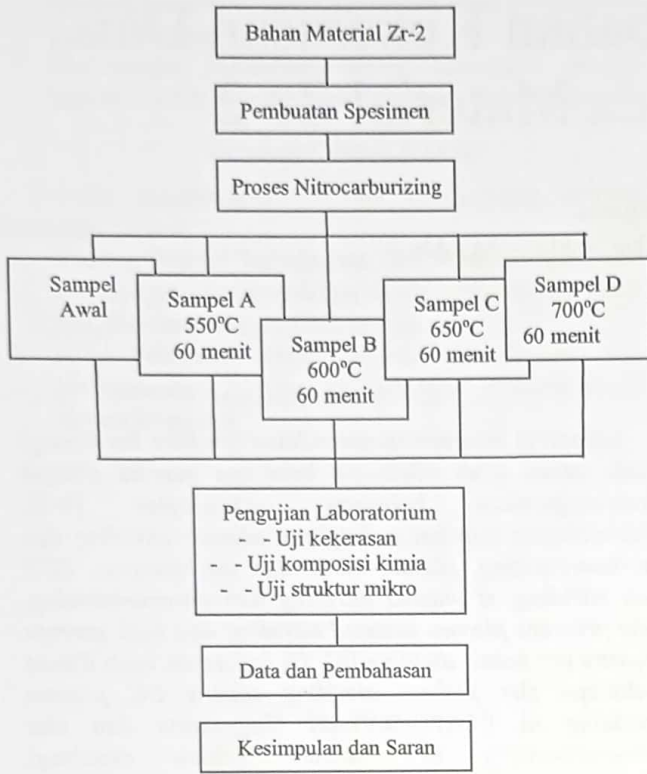 Bahan Material Zr-2
Pembuatan Spesimen
Proses Nitrocarburizing
Sampel
Awal
Sampel A
550°C
60 menit
Sampel B
600°C
60 menit
Sampel C
650°C
60 menit
Sampel D
700°C
60 menit
Pengujian Laboratorium
- - Uji kekerasan
- Uji komposisi kimia
- - Uji struktur mikro
Data dan Pembahasan
Kesimpulan dan Saran